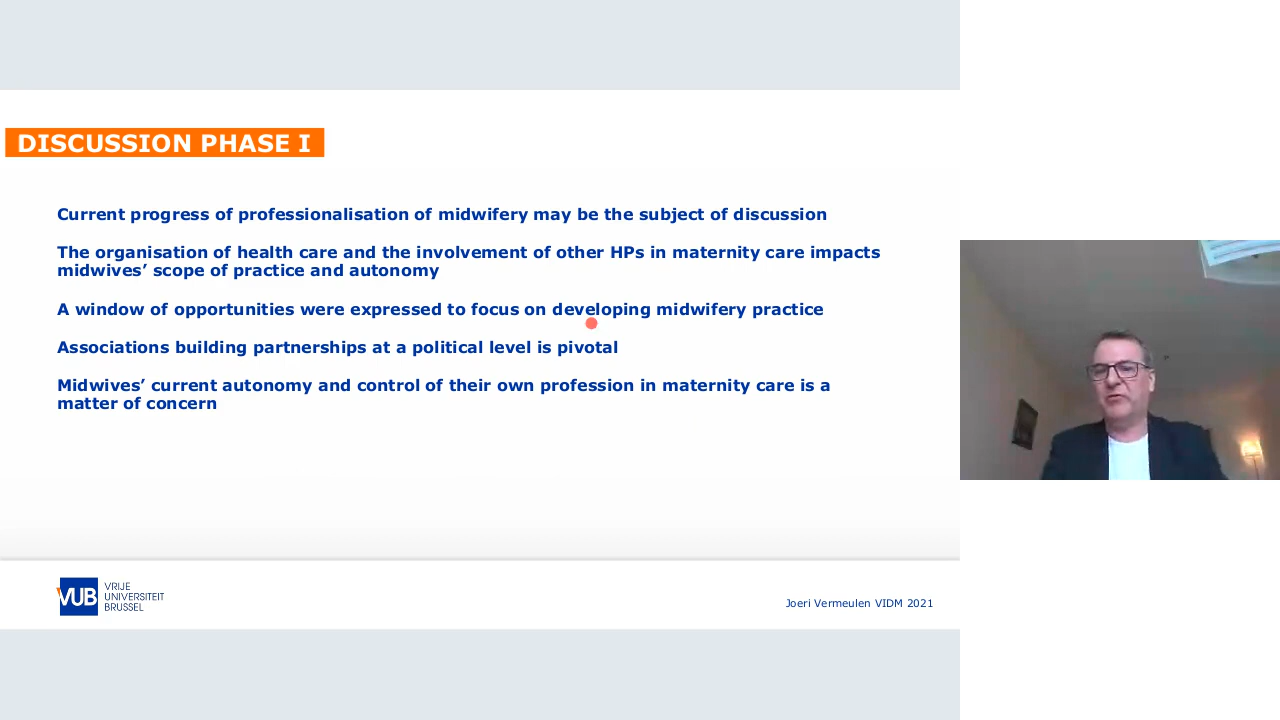 DISCUSSION PHASE I
Current progress of professionalisation of midwifery may be the subject of discussion
The organisation of health care and the involvement of other HPs in maternity care impacts
midwives’ scope of practice and autonomy
A window of opportunities were expressed to focus on developing midwifery practice
Associations building partnerships at a political level is pivotal
Midwives’ current autonomy and control of their own profession in maternity care is a
matter of concern
VUB
VRIJE
UNIVERSITEIT
BRUSSEL
Joeri Vermeulen VIDM 2021